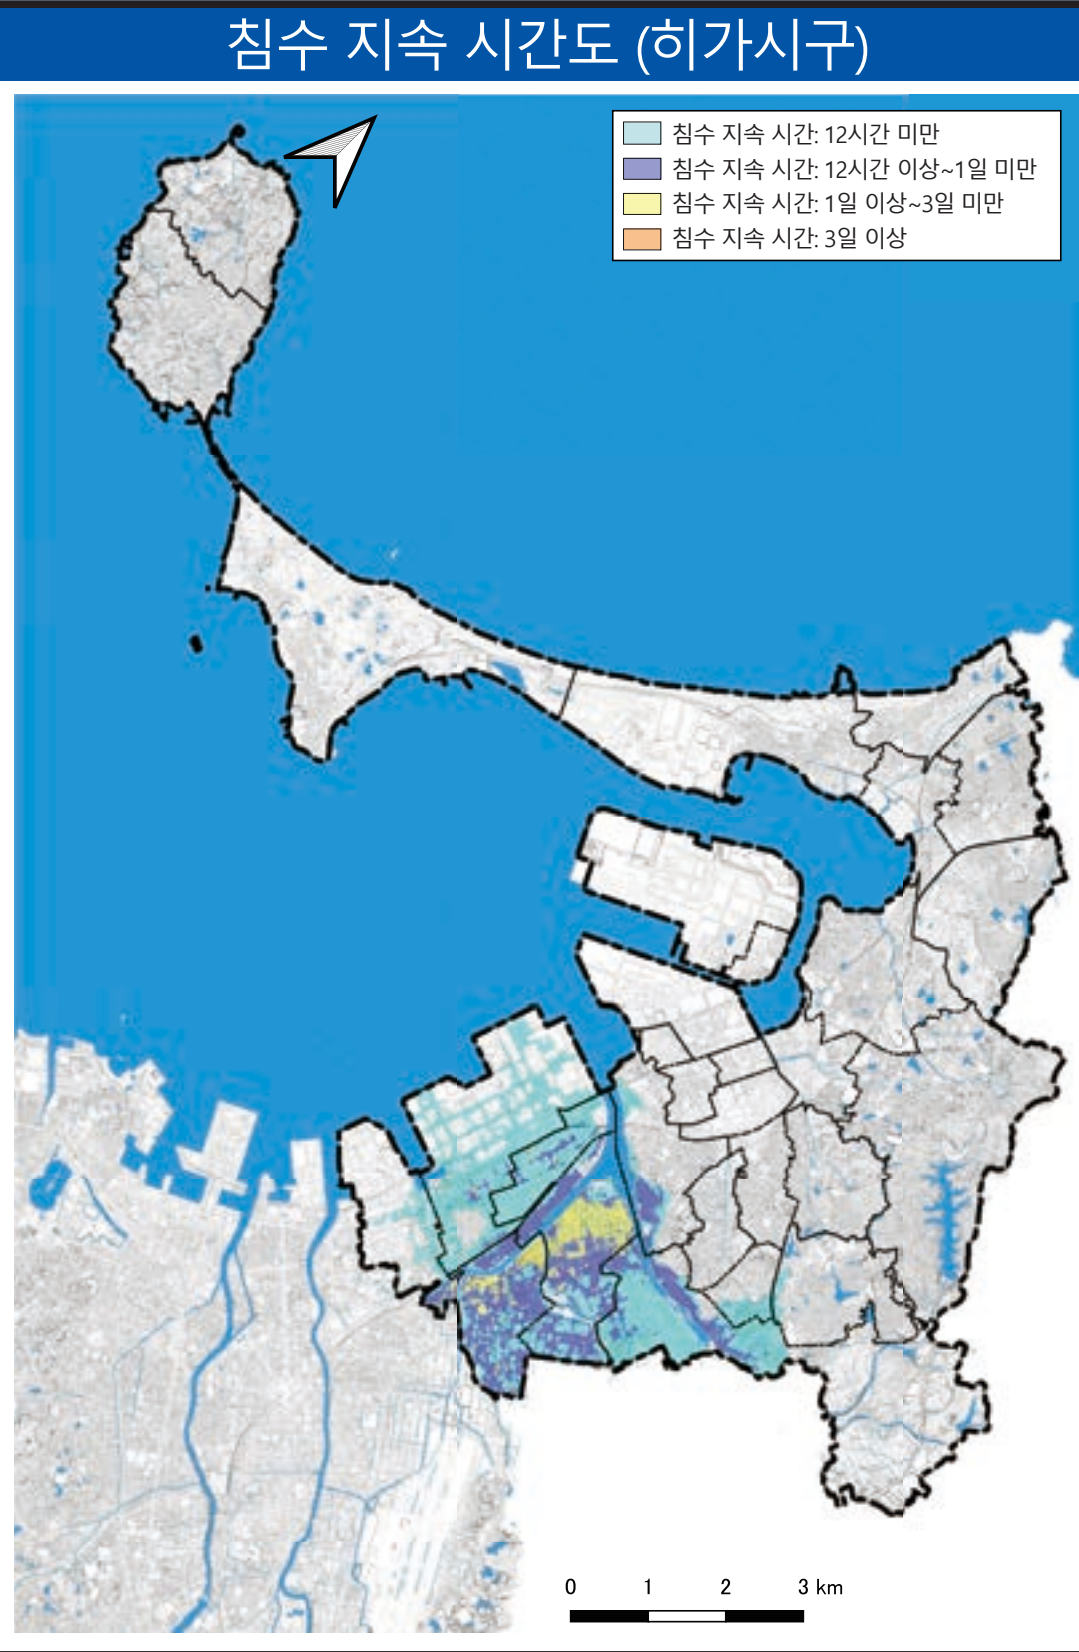 침수 지속 시간도 (히가시구)
침수 지속 시간: 12시간 미만
침수 지속 시간: 12시간 이상~1일 미만
침수 지속 시간: 1일 이상~3일 미만
침수 지속 시간: 3일 이상
0 1 2 3 km